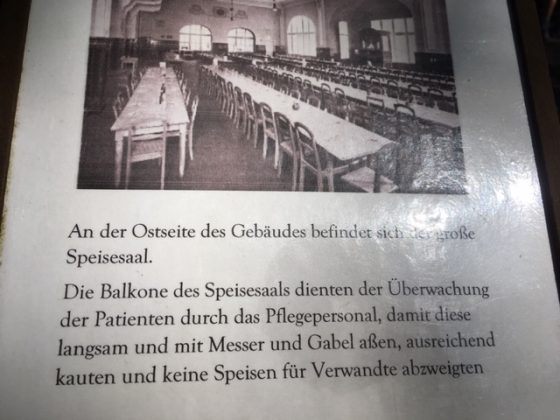 An der Ostseite des Gebäudes befindet sich der große
Speisesaal.
Die Balkone des Speisesaals dienten der Überwachung
der Patienten durch das Pflegepersonal, damit diese
langsam und mit Messer und Gabel aßen, ausreichend
kauten und keine Speisen für Verwandte abzweigten